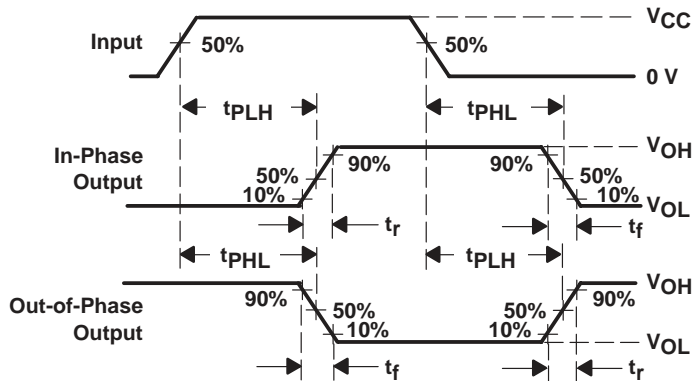 VCC
Input
50%
50%
0 V
tPLH
tPHL
In-Phase
Output
VOH
90%
90%
50%
50%
10%
10%
VOL
tr
tf
tPHL
tPLH
Out-of-Phase
Output
VOH
90%
90%
50%
50%
10%
10%
VOL
tf
tr